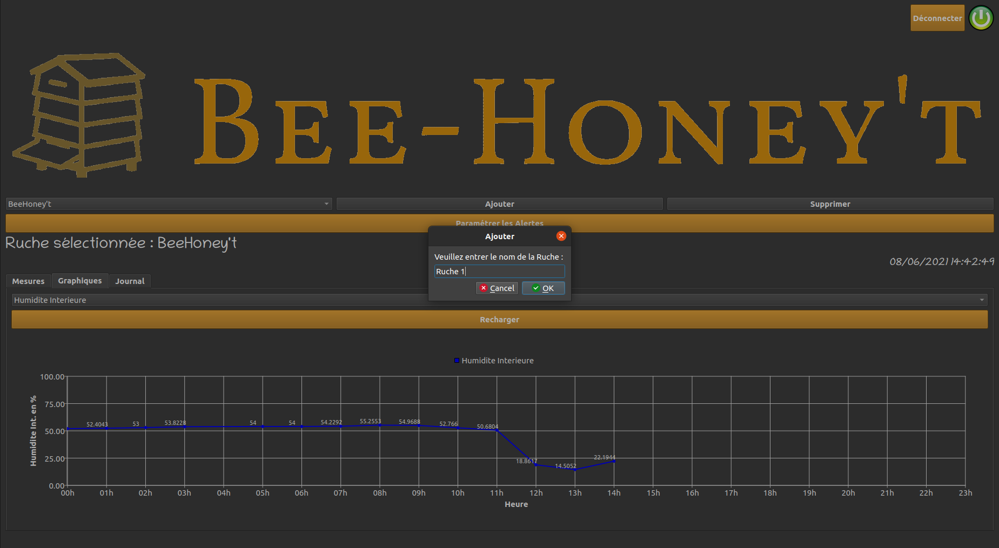 Déconnecter
BEE-HONEY'T
BeeHoney't
Ajouter
Supprimer
Paramétrer les Alertes
Ruche sélectionnée : BeeHoney't
Ajouter
Veuillez entrer le nom de la Ruche :
Ruche 1
Cancel OK
08/06/2021 14:42:49
Mesures Graphiques Journal
Humidite Interieure
Recharger
Humidite Interieure
Humidite Int. en %
100.00
75.00
50.00
25.00
0.00
52.4043 53 53.8228 54 54 54.2292 55.2553 54.9688 52.766 50.6804 18.8617 14.5052 22.1944
00h 01h 02h 03h 04h 05h 06h 07h 08h 09h 10h 11h 12h 13h 14h 15h 16h 17h 18h 19h 20h 21h 22h 23h
Heure